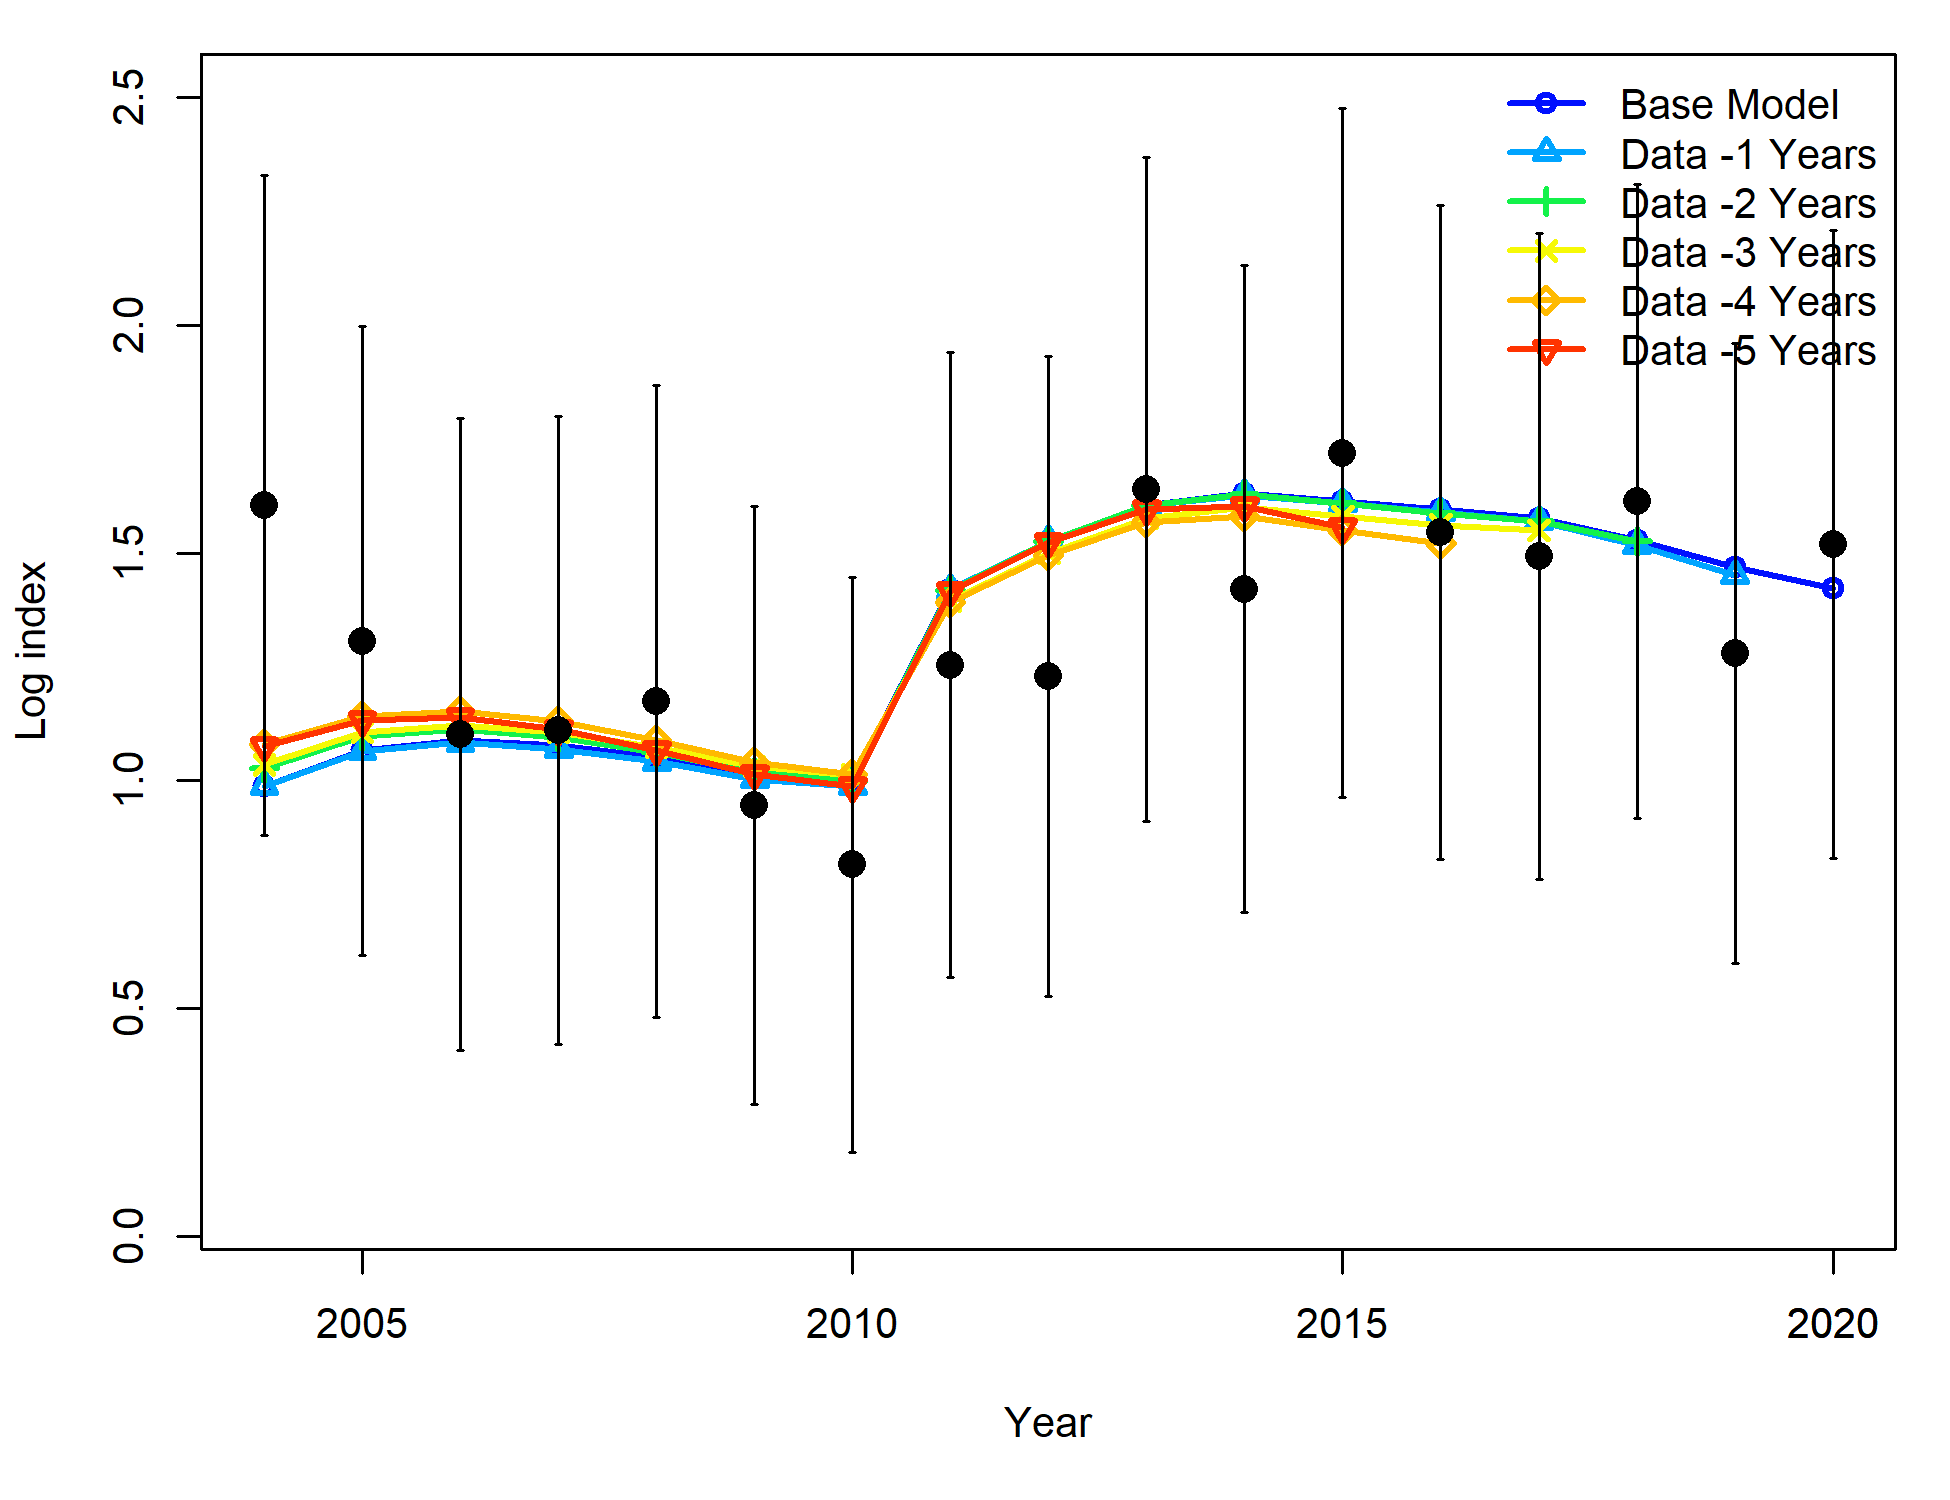 Base Model
Data -1 Years
Data -2 Years
Data -3 Years
Data -4 Years
Data -5 Years
2.5
2.0
1.5
1.0
0.5
0.0
Log index
2005
2010
2015
2020
Year